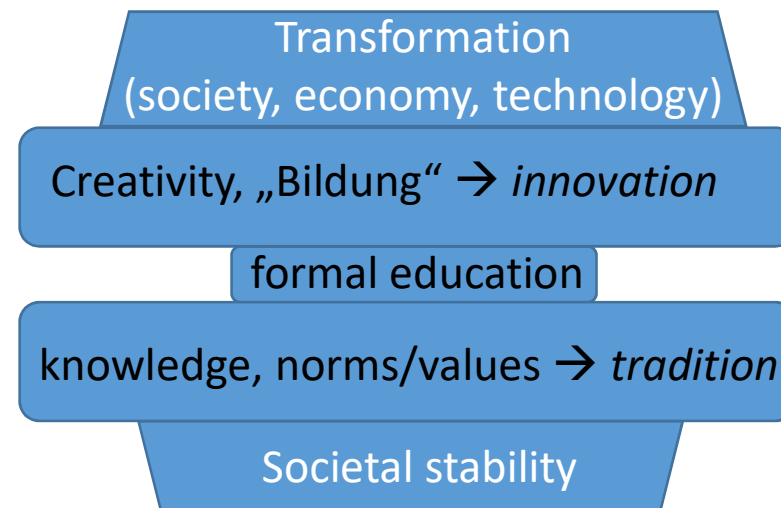 Transformation
(society, economy, technology)
Creativity, „Bildung“ → innovation
formal education
knowledge, norms/values → tradition
Societal stability